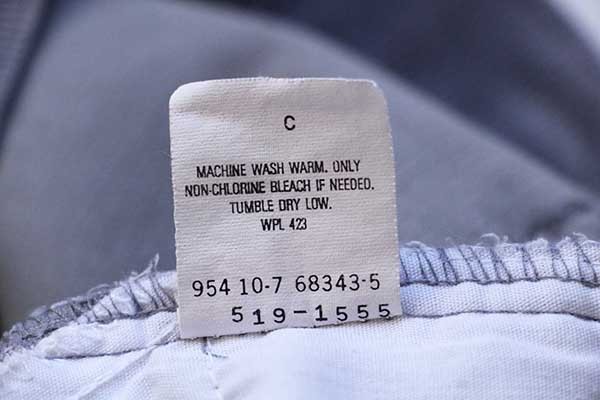 C
MACHINE WASH WARM. ONLY
NON-CHLORINE BLEACH IF NEEDED.
TUMBLE DRY LOW.
WPL 423
954 10-7 68343-5
519-1555